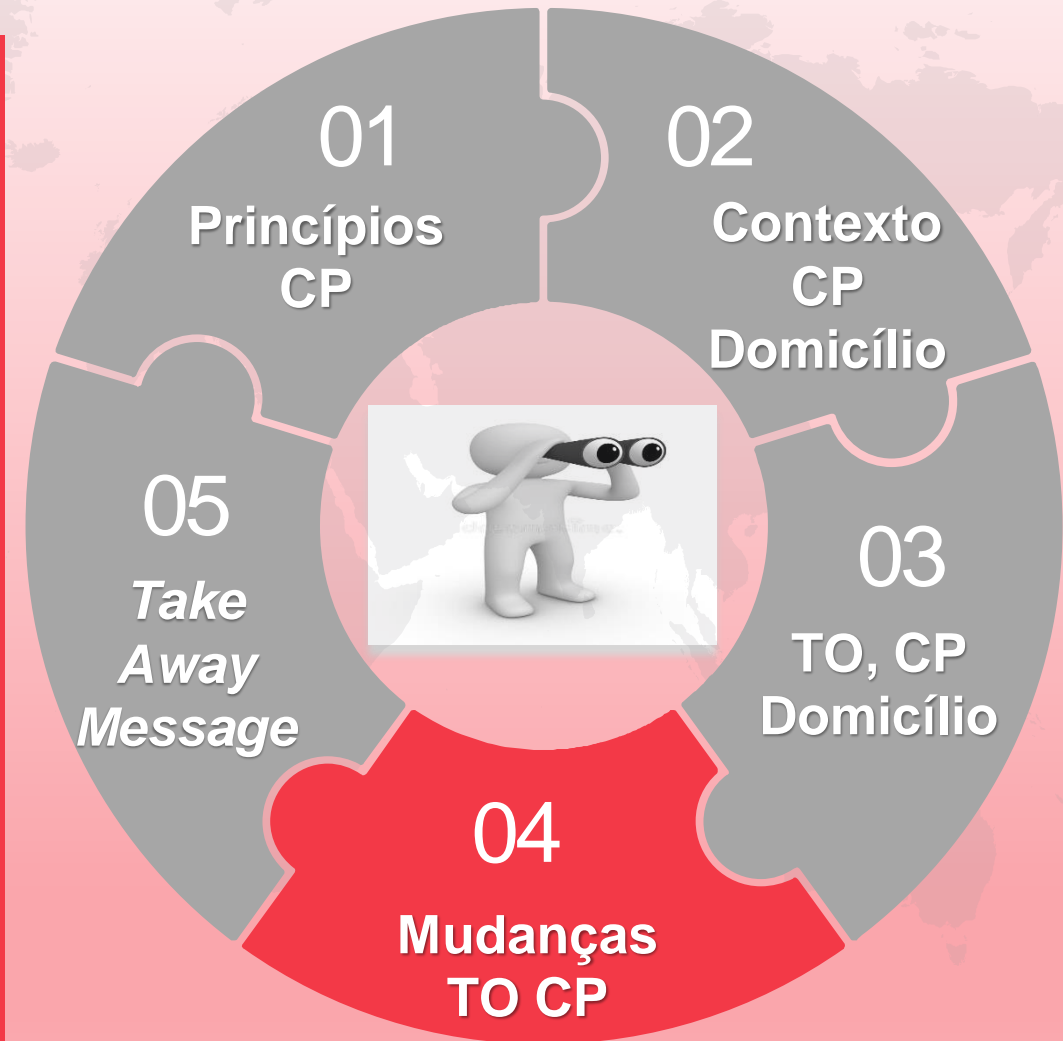 01
Princípios
CP
02
Contexto
CP
Domicílio
03
TO, CP
Domicílio
04
Mudanças
TO CP
05
Take
Away
Message